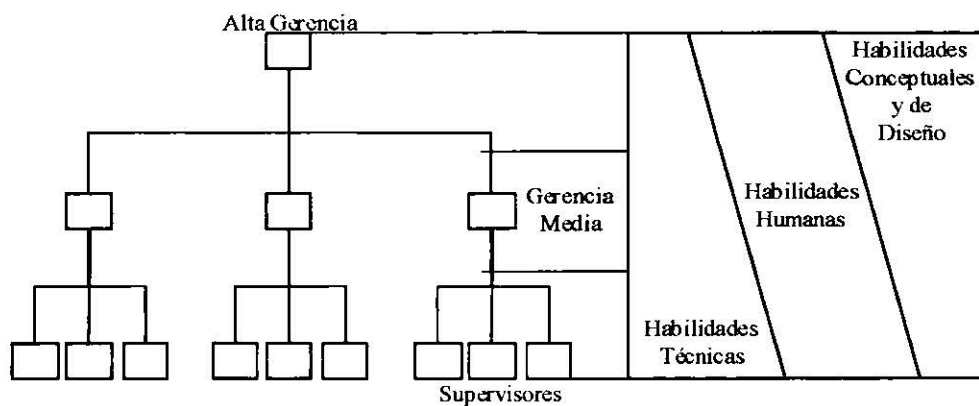 Alta Gerencia
Habilidades
Conceptuales
y de
Diseño
Gerencia
Media
Habilidades
Humanas
Habilidades
Técnicas
Supervisores